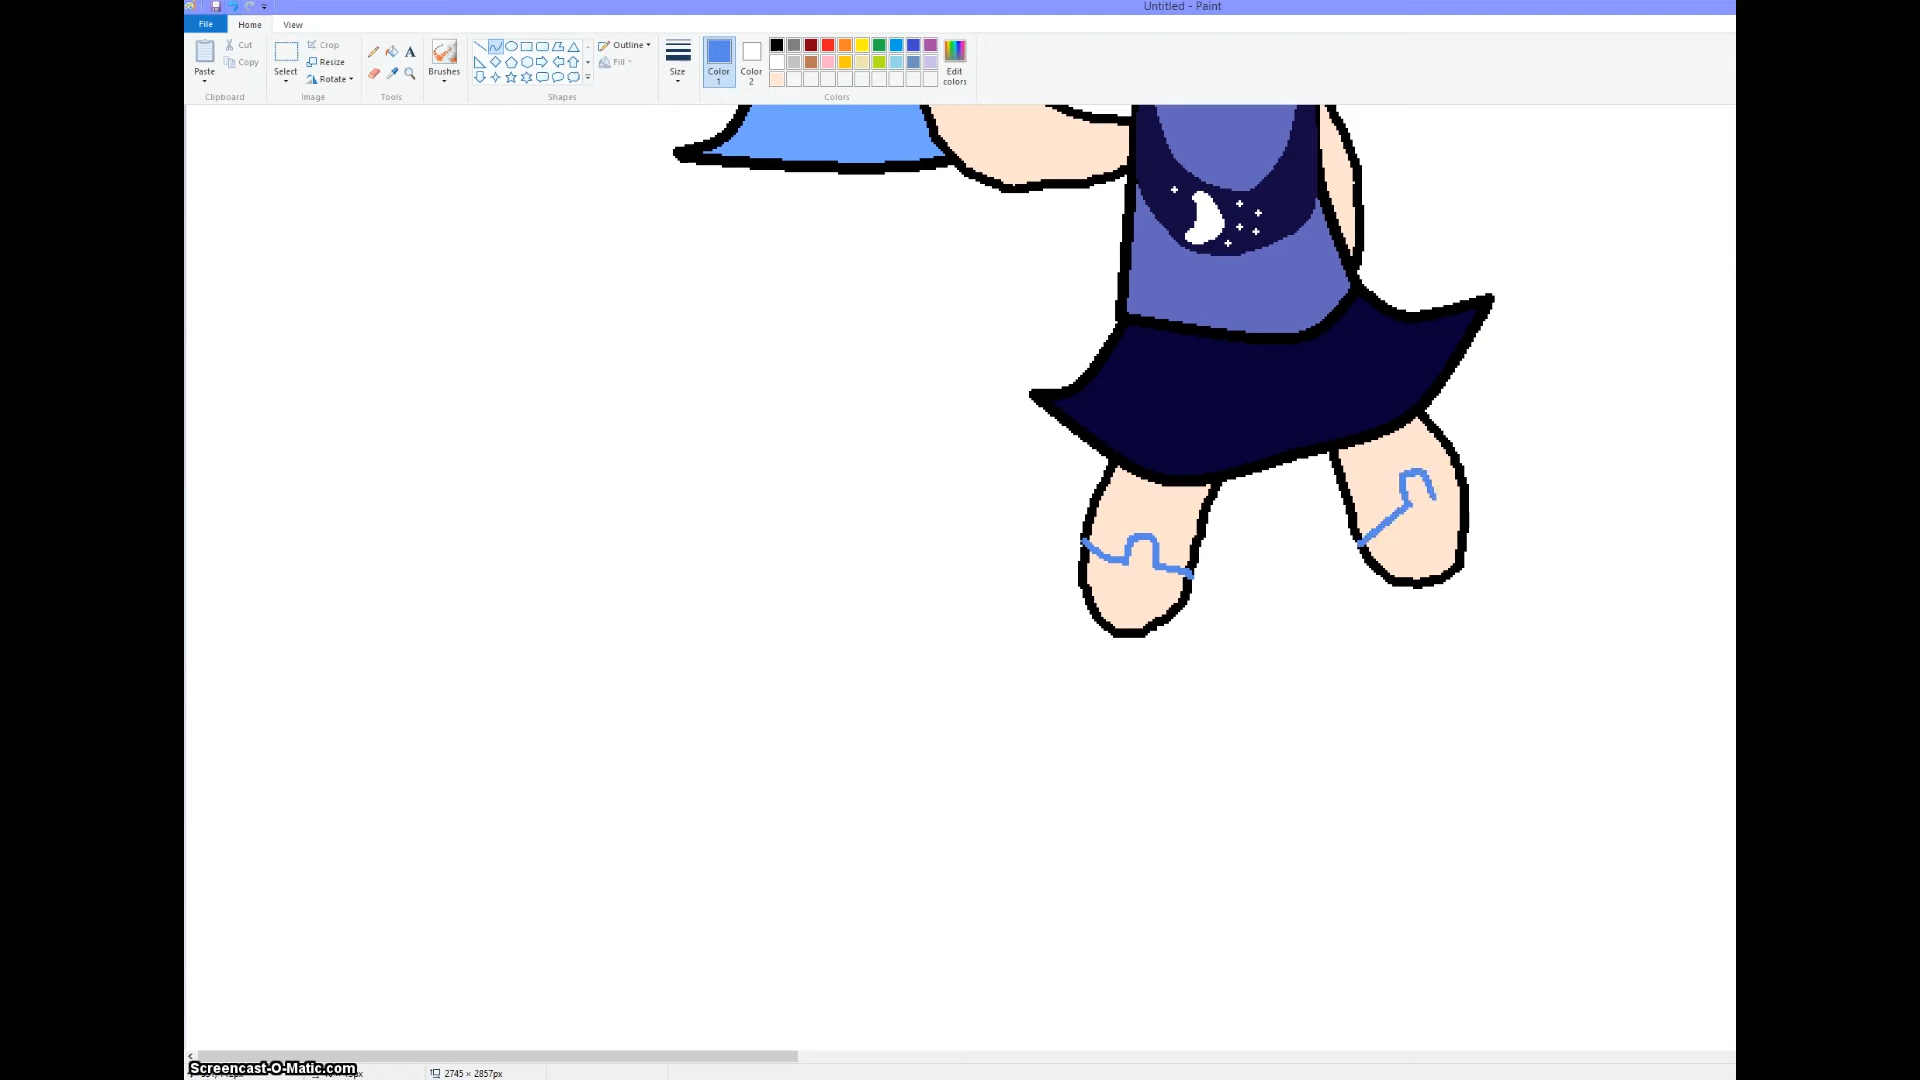 Untitled - Paint
File Home View
Paste Cut Copy Clipboard
Select Crop Resize Rotate Image
Tools
Brushes
Outline Fill Shapes
Size
Color 1
Color 2
Edit colors
Colors
Screencast-O-Matic.com
2745 × 2857px